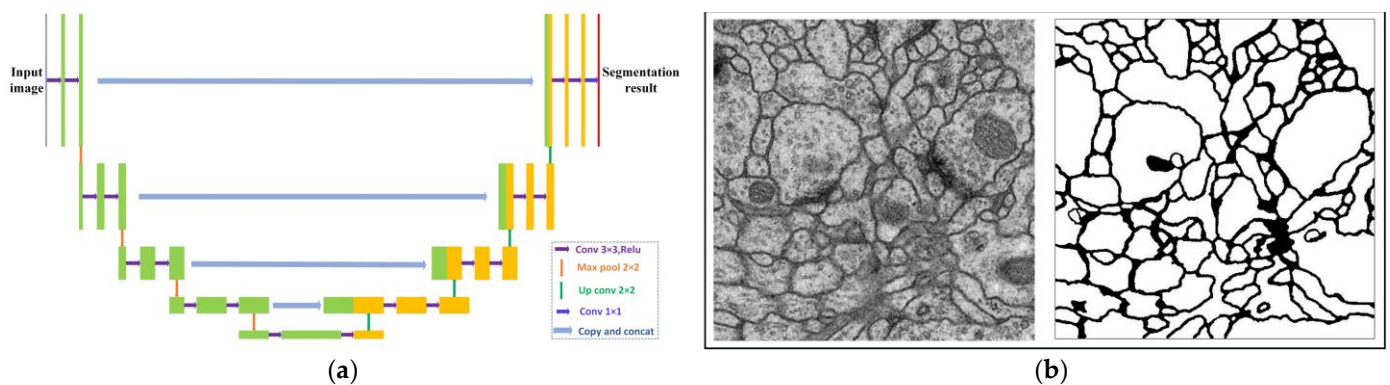 Input
image
Segmentation
result
Conv 3×3,Relu
Max pool 2×2
Up conv 2×2
Conv 1×1
Copy and concat
(a)
(b)